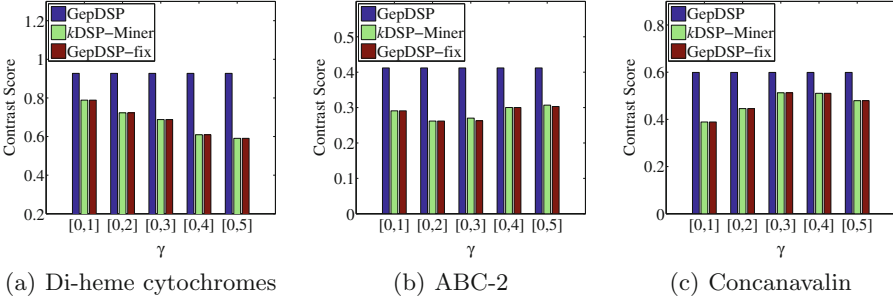 GepDSP
kDSP−Miner
GepDSP−fix
Contrast Score
1.2
1
0.8
0.6
0.4
0.2
[0,1] [0,2] [0,3] [0,4] [0,5]
γ
(a) Di-heme cytochromes
GepDSP
kDSP−Miner
GepDSP−fix
Contrast Score
0.5
0.4
0.3
0.2
0.1
0
[0,1] [0,2] [0,3] [0,4] [0,5]
γ
(b) ABC-2
GepDSP
kDSP−Miner
GepDSP−fix
Contrast Score
0.8
0.6
0.4
0.2
0
[0,1] [0,2] [0,3] [0,4] [0,5]
γ
(c) Concanavalin